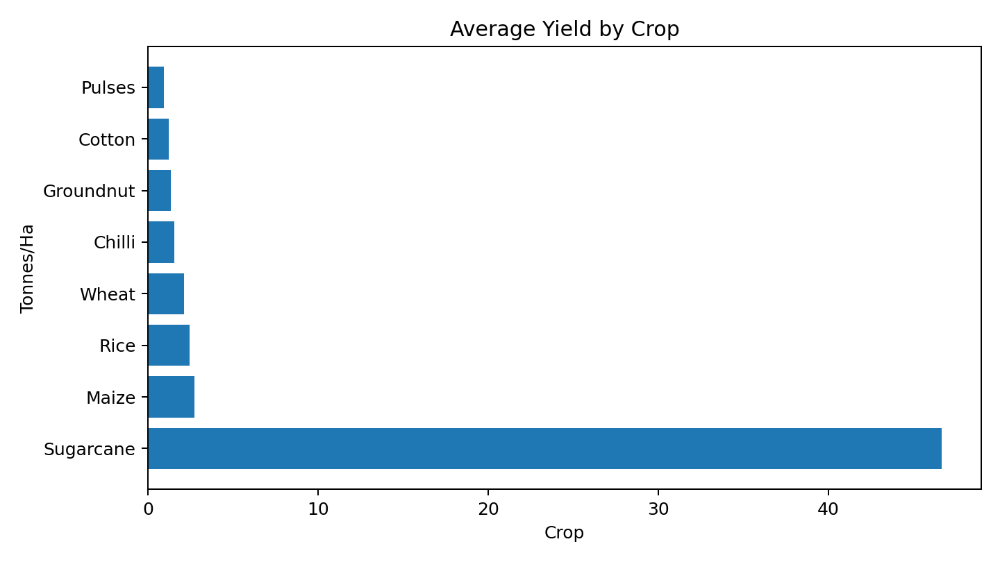 Average Yield by Crop
Tonnes/Ha
Pulses
Cotton
Groundnut
Chilli
Wheat
Rice
Maize
Sugarcane
0 10 20 30 40
Crop